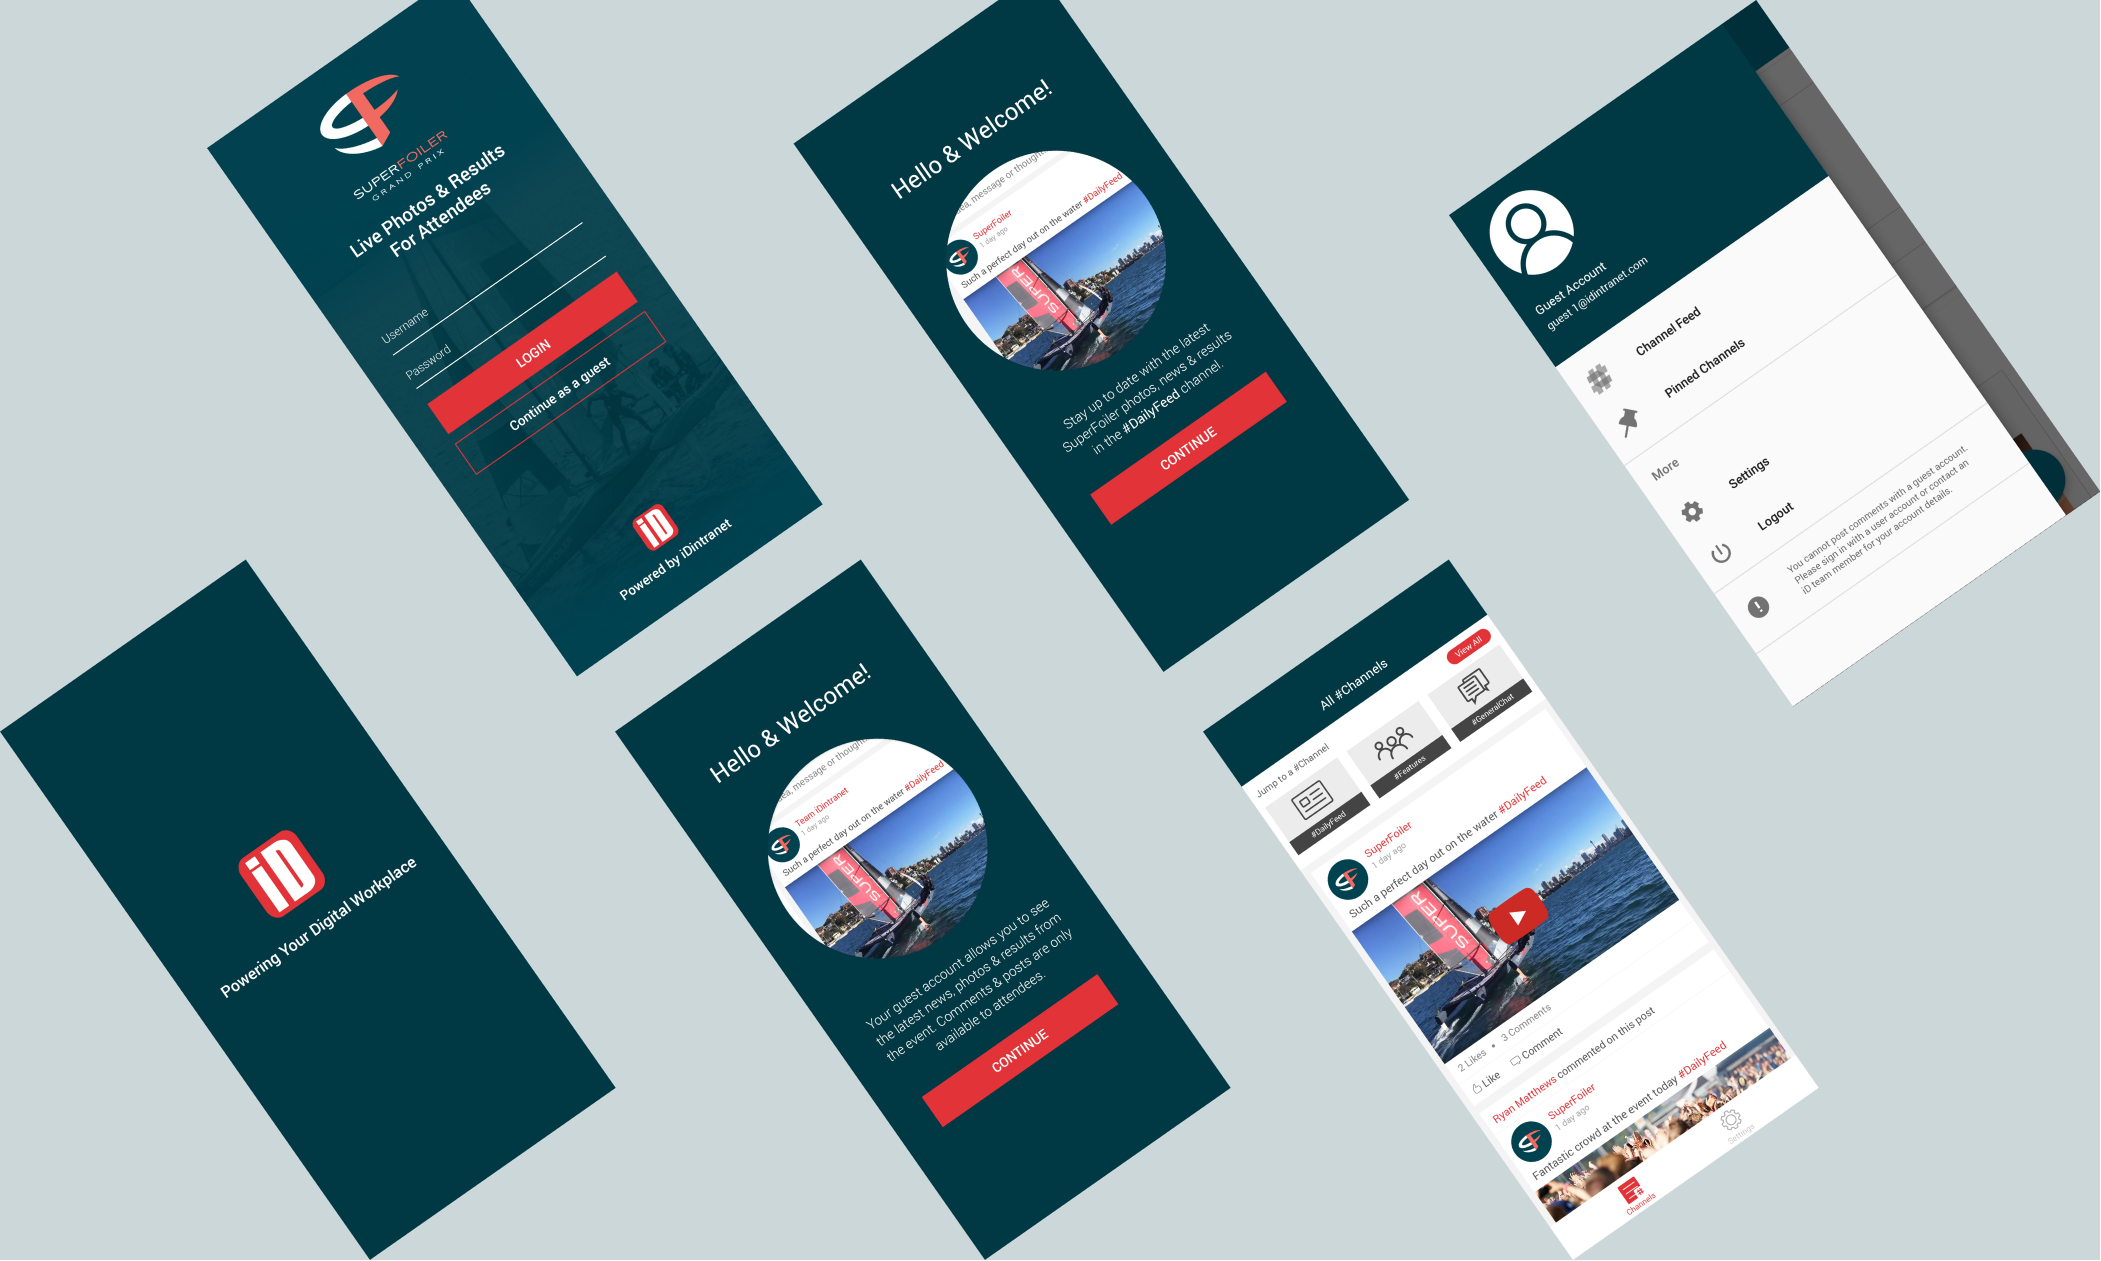 SUPERFOILER
GRAND PRIX
Live Photos & Results
For Attendees
Username
Password
LOGIN
Continue as a guest
iD
Powered by iDintranet
Hello & Welcome!
idea, message or though
SuperFoiler
1 day ago
Such a perfect day out on the water #DailyFeed
SUPER
Stay up to date with the latest
SuperFoiler photos, news & results
in the #DailyFeed channel.
CONTINUE
Guest Account
guest 1@idintranet.com
Channel Feed
Pinned Channels
More
Settings
Logout
You cannot post comments with a guest account.
Please sign in with a user account or contact an
iD team member for your account details.
iD
Powering Your Digital Workplace
Hello & Welcome!
idea, message or though
Team iDintranet
1 day ago
Such a perfect day out on the water #DailyFeed
SUPER
Your guest account allows you to see
the latest news, photos & results from
the event. Comments & posts are only
available to attendees.
CONTINUE
All #Channels
Jump to a #Channel
View All
#DailyFeed
#Features
#GeneralChat
SuperFoiler
1 day ago
Such a perfect day out on the water #DailyFeed
SUPER
2 Likes • 3 Comments
Like Comment
Ryan Matthews commented on this post
SuperFoiler
1 day ago
Fantastic crowd at the event today #DailyFeed
Channels
Settings